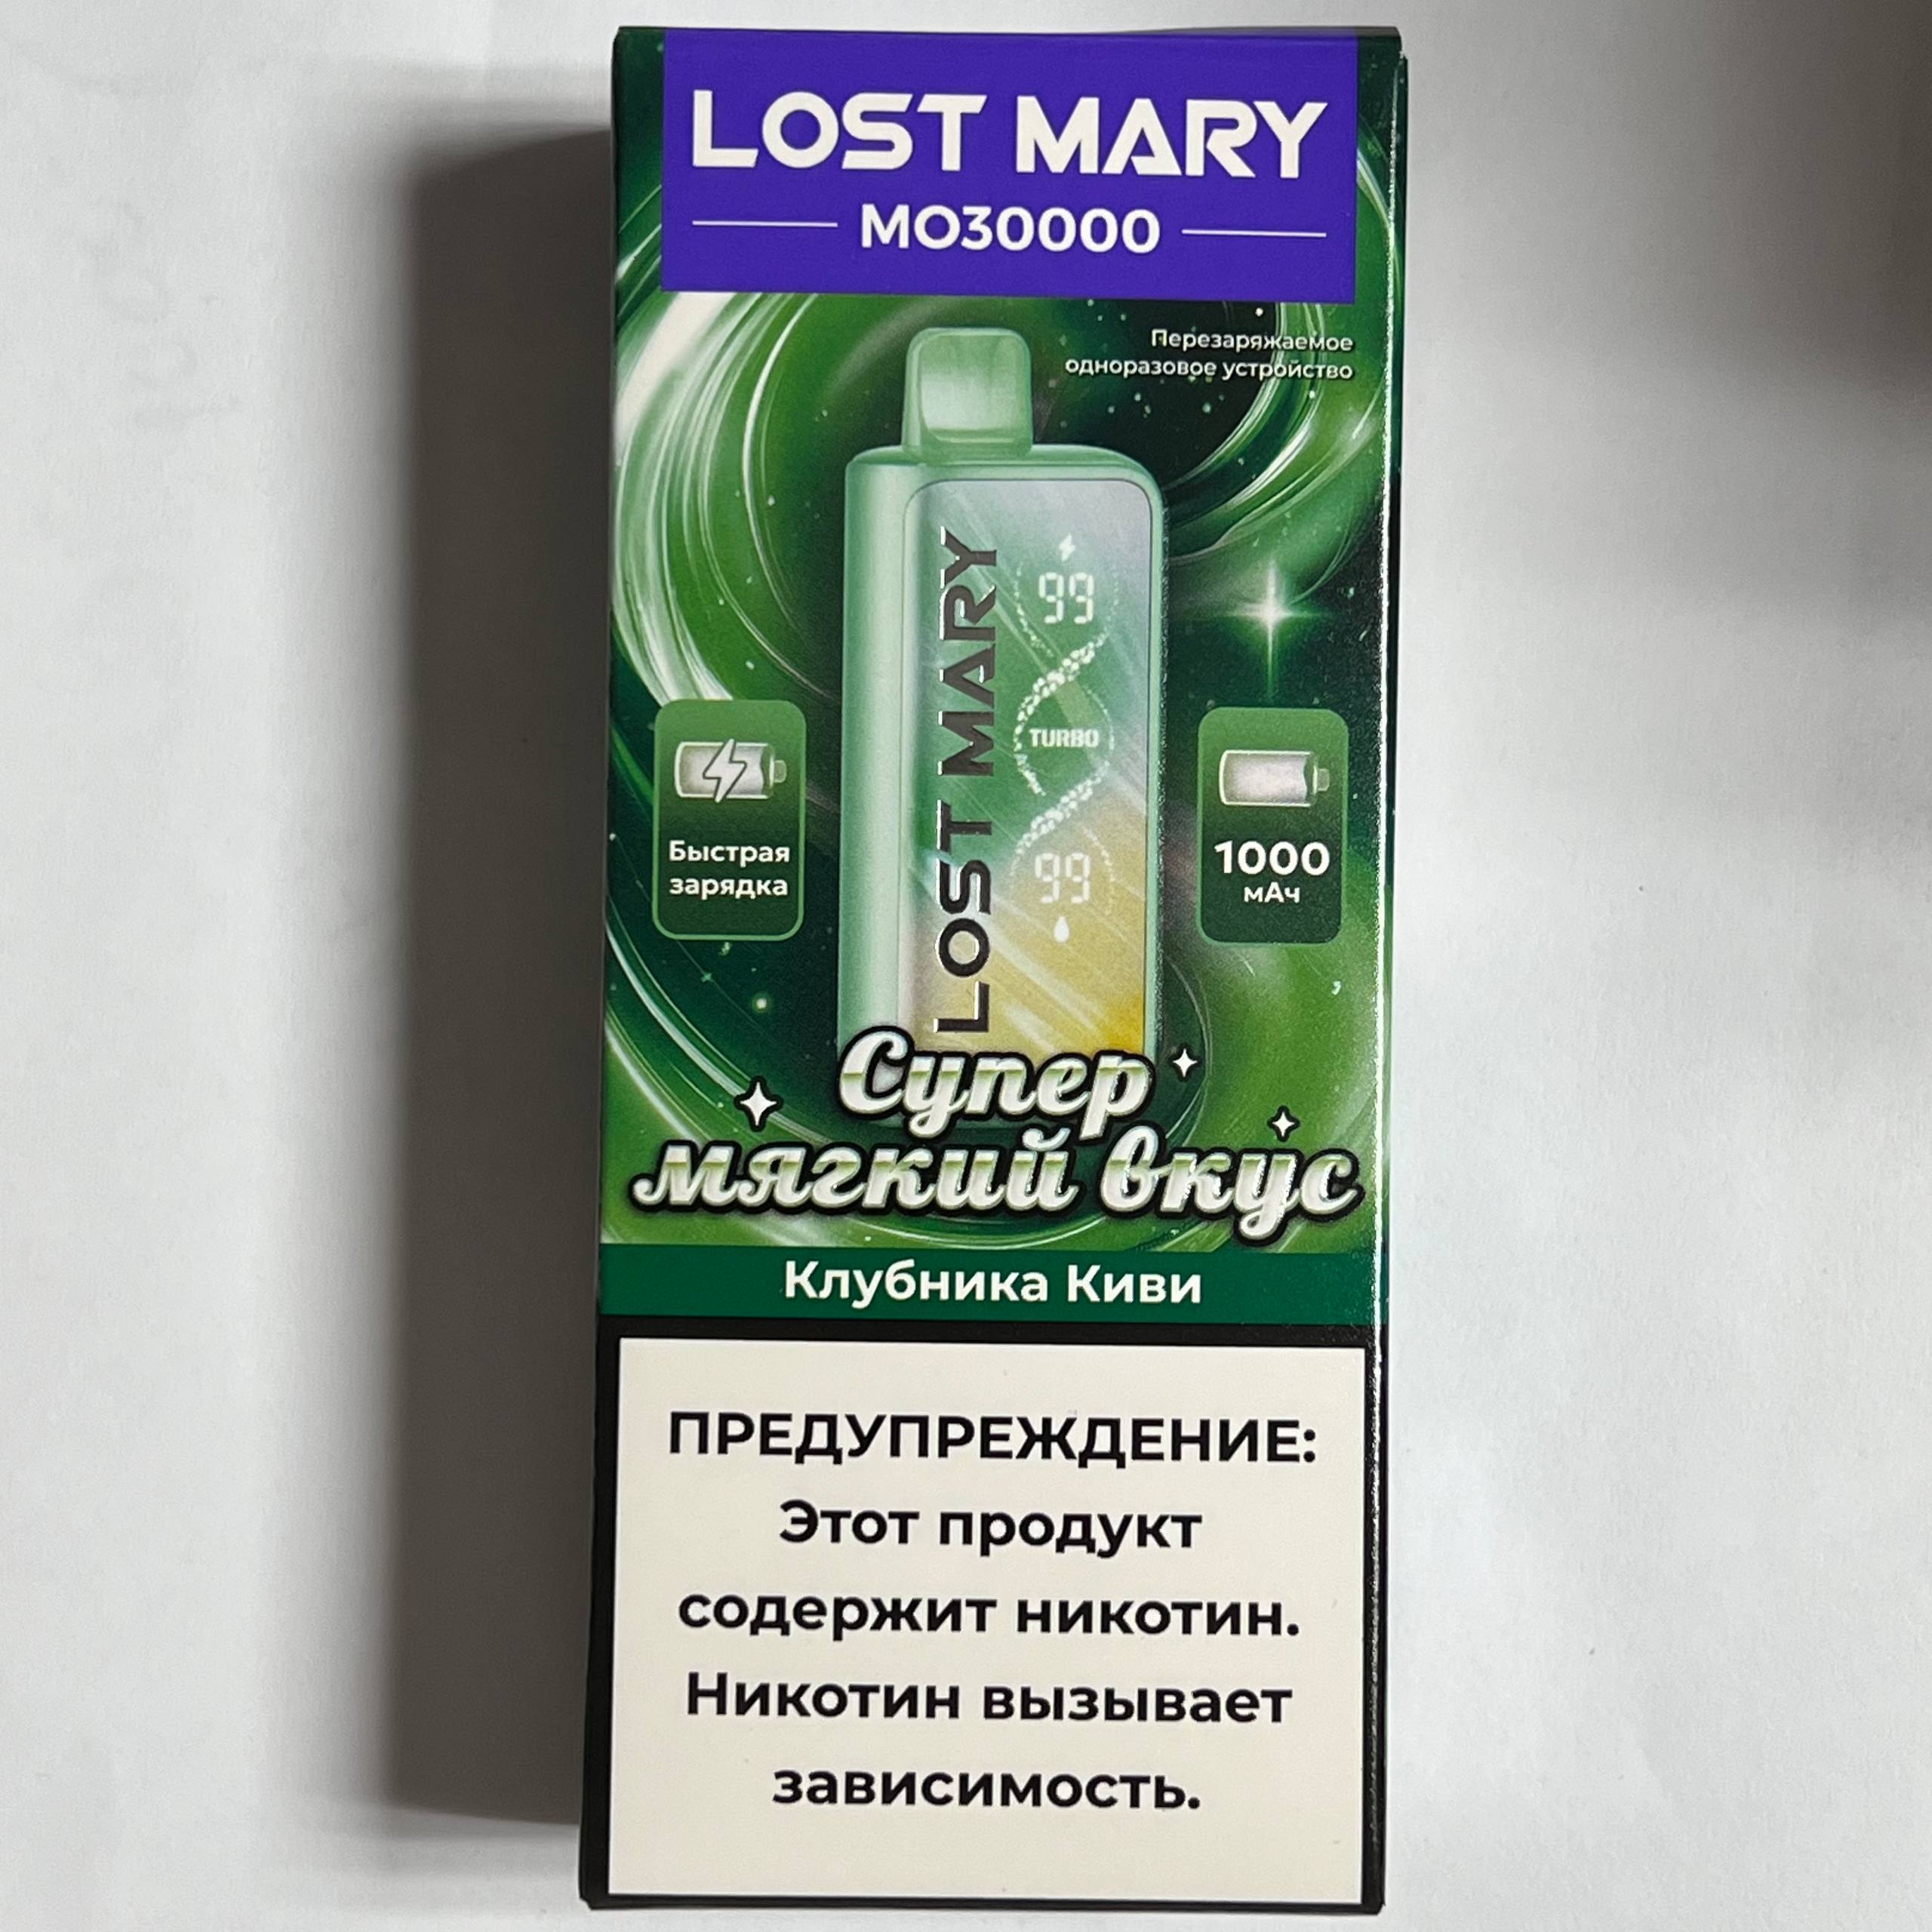 LOST MARY
MO30000
Перезаряжаемое
одноразовое устройство
LOST MARY
99
TURBO
99
Быстрая
зарядка
1000
мАч
Супер
мягкий вкус
Клубника Киви
ПРЕДУПРЕЖДЕНИЕ:
Этот продукт
содержит никотин.
Никотин вызывает
зависимость.